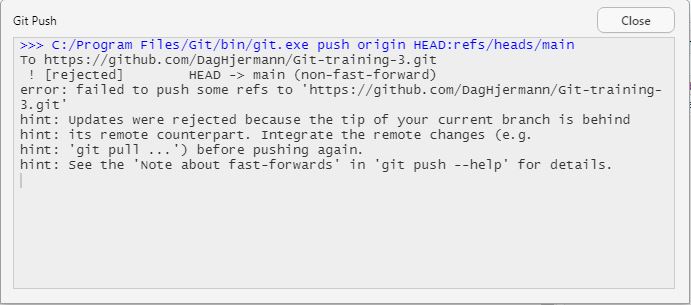 Git Push
Close
>>> C:/Program Files/Git/bin/git.exe push origin HEAD:refs/heads/main
To https://github.com/DagHjermann/Git-training-3.git
 ! [rejected]        HEAD -> main (non-fast-forward)
error: failed to push some refs to 'https://github.com/DagHjermann/Git-training-
3.git'
hint: Updates were rejected because the tip of your current branch is behind
hint: its remote counterpart. Integrate the remote changes (e.g.
hint: 'git pull ...') before pushing again.
hint: See the 'Note about fast-forwards' in 'git push --help' for details.